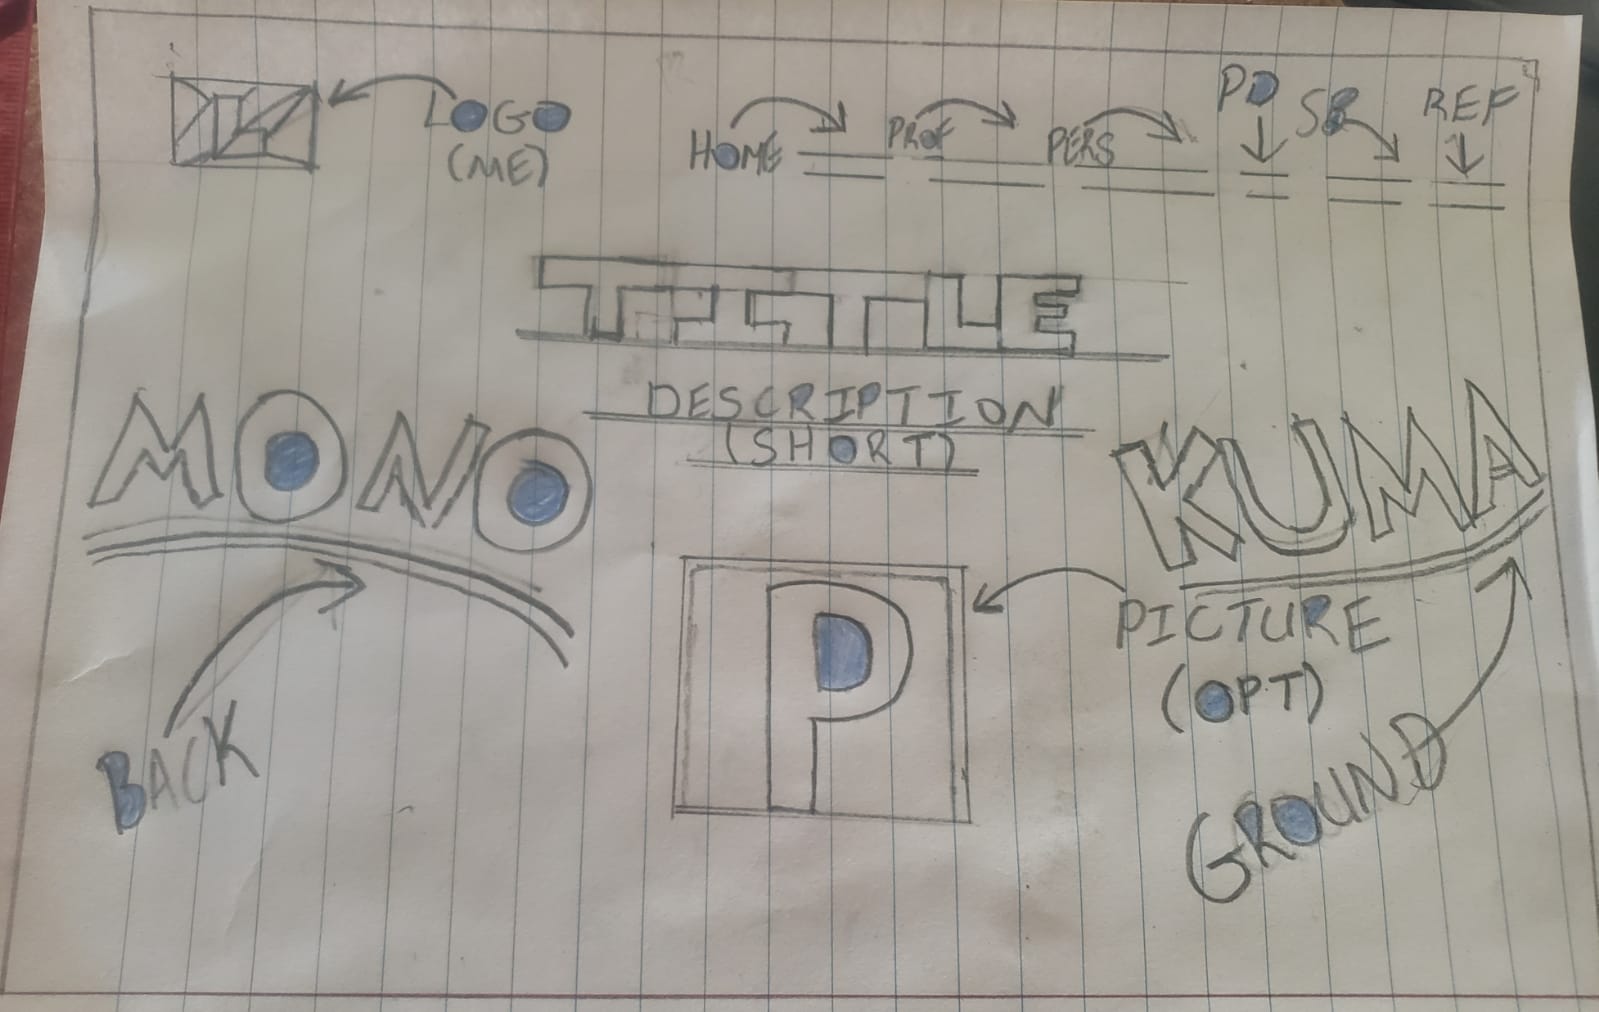 LOGO
(ME)
HOME
PROF
PERS
PD
SB
REF
TITLE
DESCRIPTION
(SHORT)
MONO
KUMA
P
PICTURE
(OPT)
BACK
GROUND